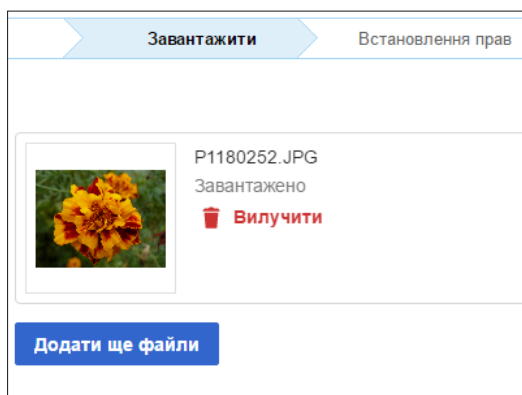 Завантажити
Встановлення прав
P1180252.JPG
Завантажено
Вилучити
Додати ще файли